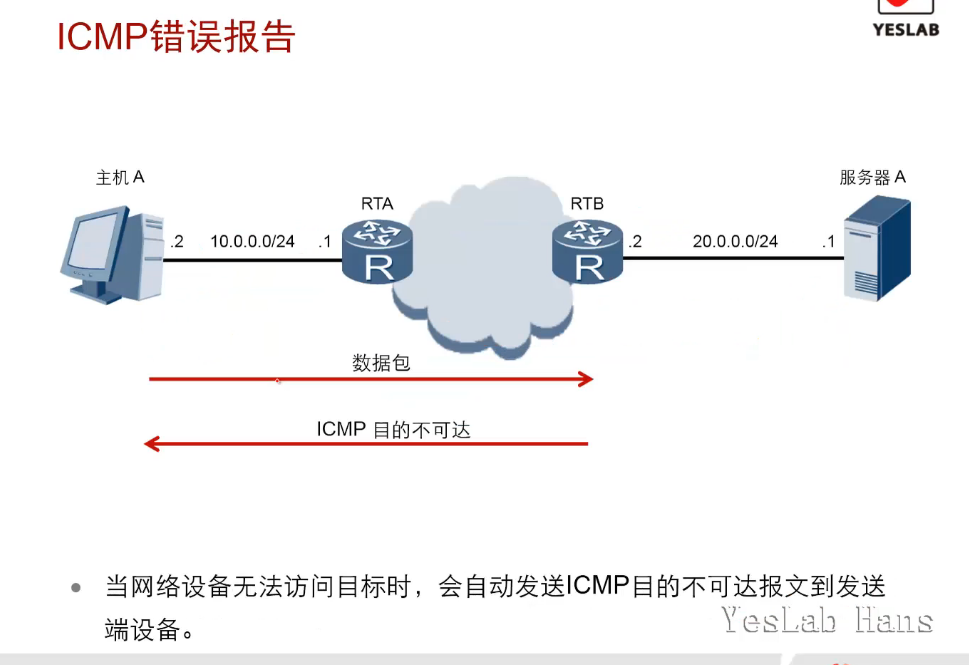 ICMP错误报告
YESLAB
主机 A
服务器 A
RTA
RTB
.2
10.0.0.0/24
.1
R
R
.2
20.0.0.0/24
.1
数据包
ICMP 目的不可达
当网络设备无法访问目标时，会自动发送ICMP目的不可达报文到发送
端设备。
YesLab Hans